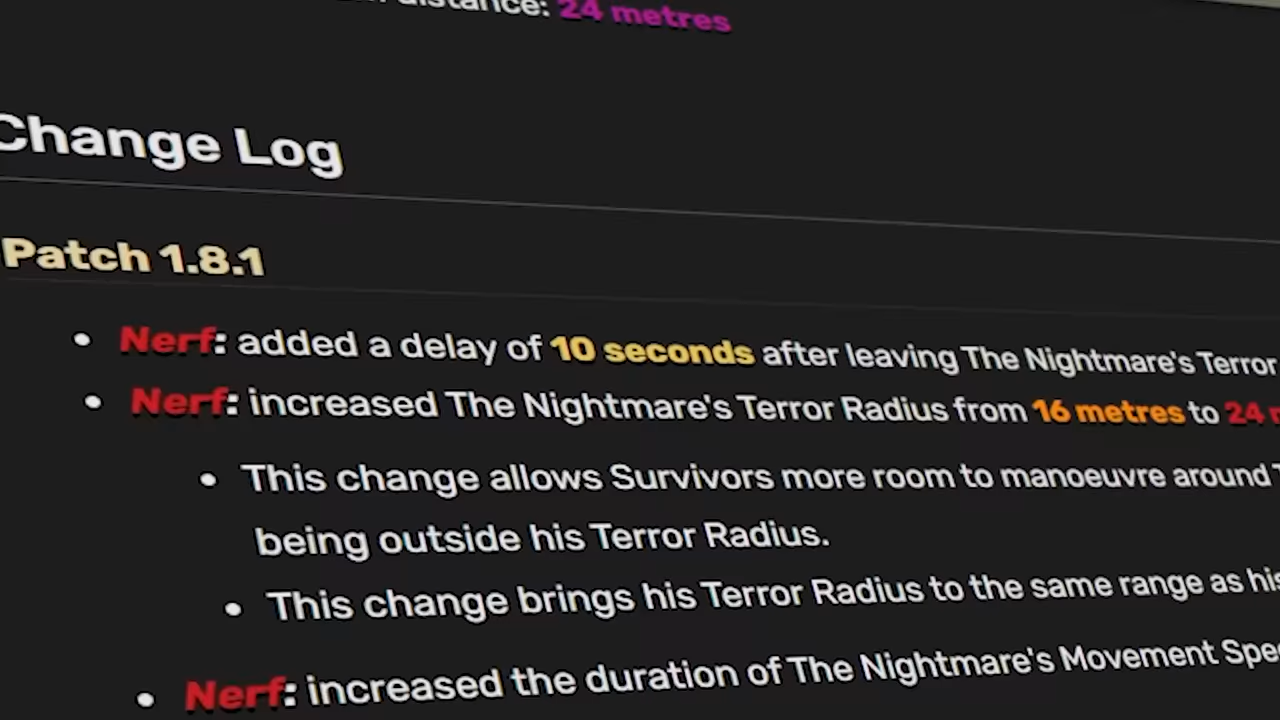 distance: 24 metres
Change Log
Patch 1.8.1
Nerf: added a delay of 10 seconds after leaving The Nightmare's Terror
Nerf: increased The Nightmare's Terror Radius from 16 metres to 24
This change allows Survivors more room to manoeuvre around
being outside his Terror Radius.
This change brings his Terror Radius to the same range as his
Nerf: increased the duration of The Nightmare's Movement